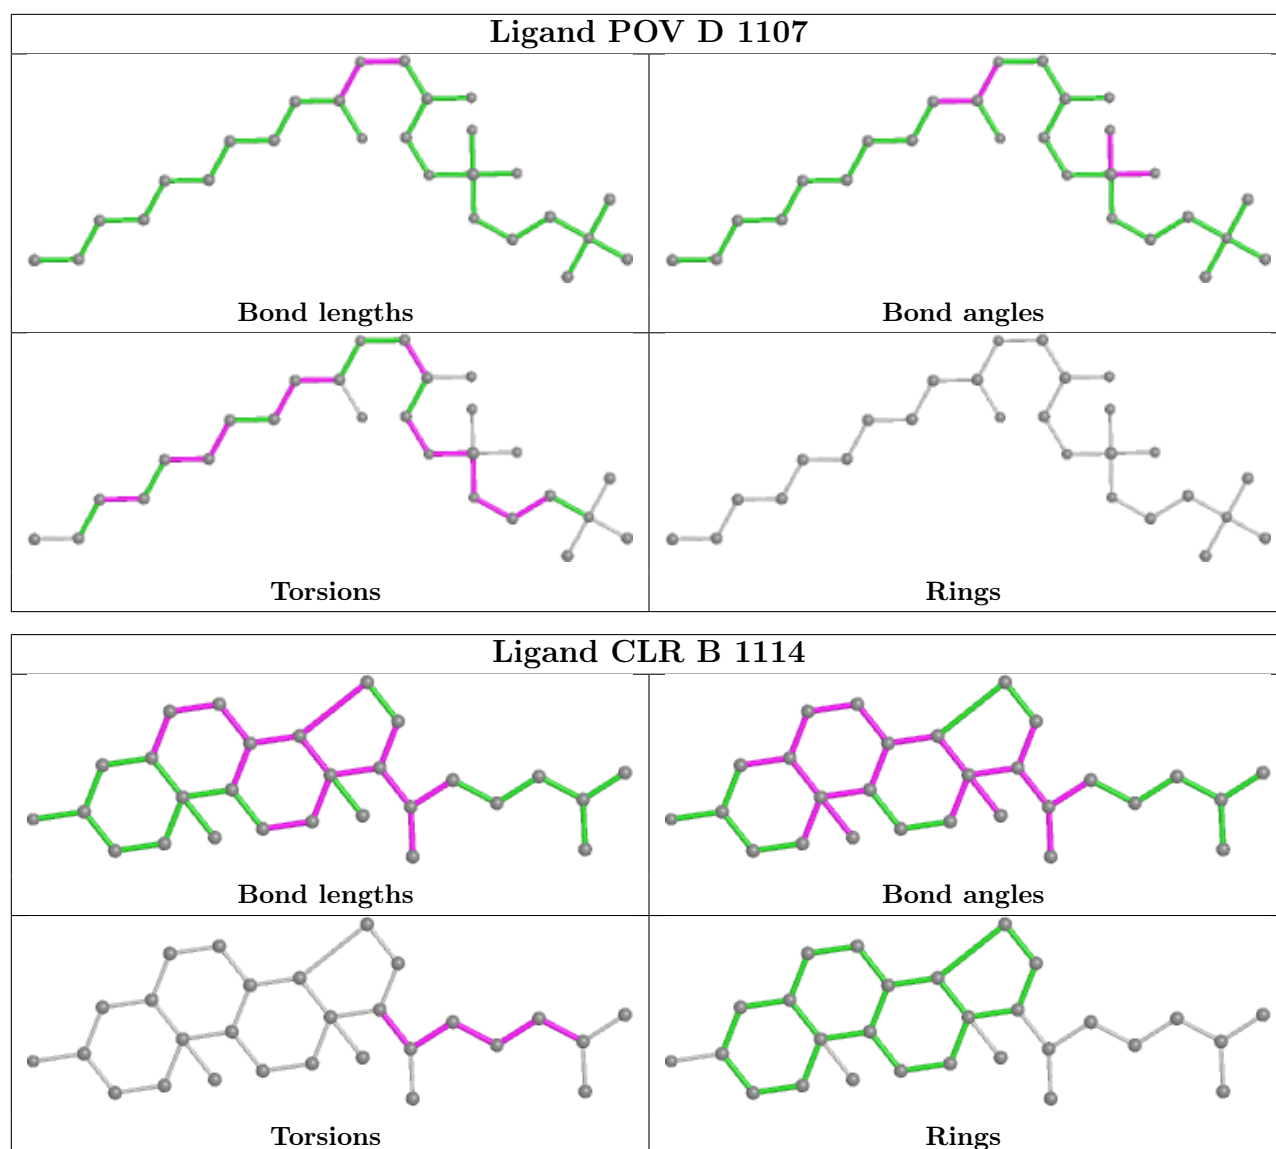 Ligand POV D 1107
Bond lengths
Bond angles
Torsions
Rings
Ligand CLR B 1114
Bond lengths
Bond angles
Torsions
Rings